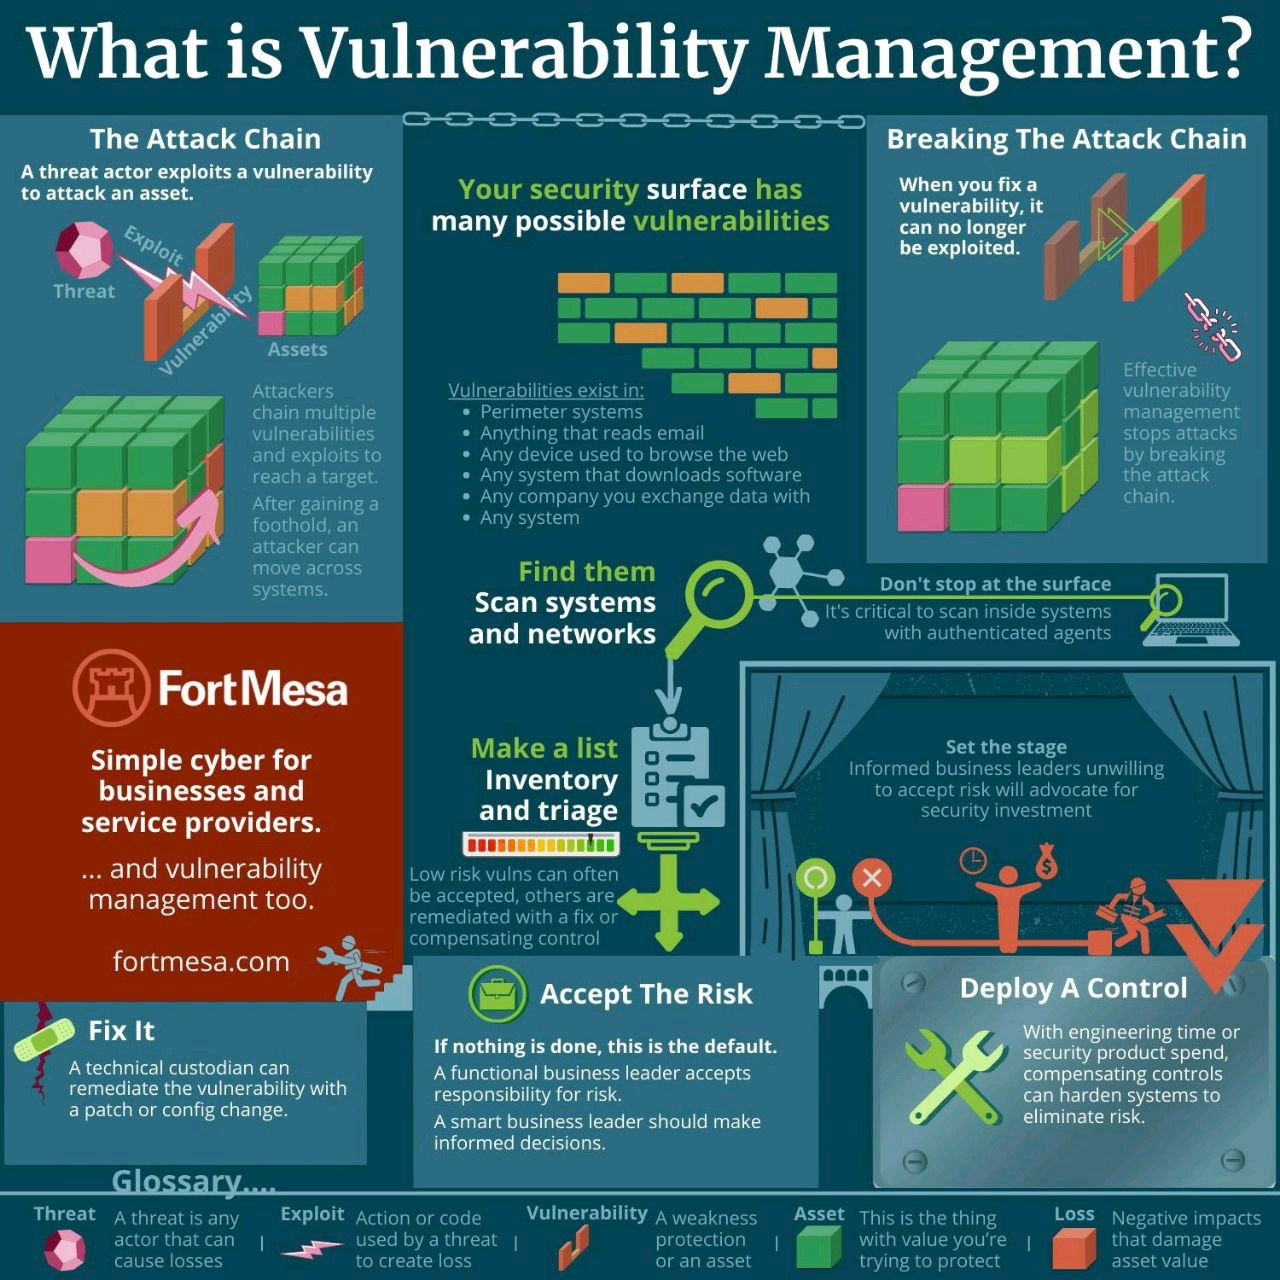 What is Vulnerability Management?
The Attack Chain
A threat actor exploits a vulnerability
to attack an asset.
Exploit
Threat
Vulnerability
Assets
Attackers
chain multiple
vulnerabilities
and exploits to
reach a target.
After gaining a
foothold, an
attacker can
move across
systems.
Your security surface has
many possible vulnerabilities
Vulnerabilities exist in:
• Perimeter systems
• Anything that reads email
• Any device used to browse the web
• Any system that downloads software
• Any company you exchange data with
• Any system
Breaking The Attack Chain
When you fix a
vulnerability, it
can no longer
be exploited.
Effective
vulnerability
management
stops attacks
by breaking
the attack
chain.
Find them
Scan systems
and networks
Don't stop at the surface
It's critical to scan inside systems
with authenticated agents
FortMesa
Simple cyber for
businesses and
service providers.
... and vulnerability
management too.
fortmesa.com
Make a list
Inventory
and triage
Low risk vulns can often
be accepted, others are
remediated with a fix or
compensating control
Set the stage
Informed business leaders unwilling
to accept risk will advocate for
security investment
Fix It
A technical custodian can
remediate the vulnerability with
a patch or config change.
Accept The Risk
If nothing is done, this is the default.
A functional business leader accepts
responsibility for risk.
A smart business leader should make
informed decisions.
Deploy A Control
With engineering time or
security product spend,
compensating controls
can harden systems to
eliminate risk.
Glossary....
Threat
A threat is any
actor that can
cause losses
Exploit
Action or code
used by a threat
to create loss
Vulnerability
A weakness
protection
or an asset
Asset
This is the thing
with value you're
trying to protect
Loss
Negative impacts
that damage
asset value